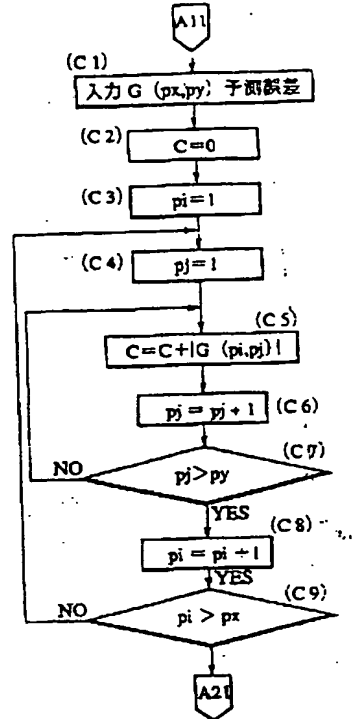 A11
(C1)
入力 G (px,py) 予測誤差
(C2)
C=0
(C3)
pi=1
(C4)
pj=1
(C5)
C=C+|G (pi,pj)|
pj = pj + 1
(C6)
(C7)
NO
pj>py
YES
(C8)
pi = pi + 1
YES
(C9)
NO
pi > px
A21